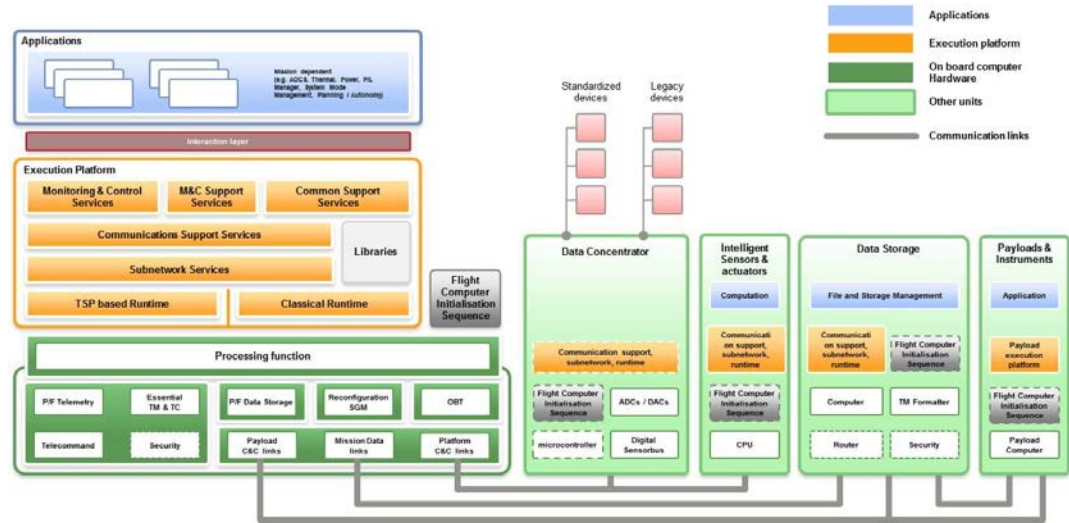 Applications
Mission dependent
(e.g. AOCS, Thermal, Power, P/L
Manager, System Mode
Management, Planning / Autonomy)
Interaction layer
Execution Platform
Monitoring & Control
Services
M&C Support
Services
Common Support
Services
Communications Support Services
Libraries
Subnetwork Services
TSP based Runtime
Classical Runtime
Flight
Computer
Initialisation
Sequence
Processing function
P/F Telemetry
Essential
TM & TC
P/F Data Storage
Reconfiguration
SGM
OBT
Telecommand
Security
Payload
C&C links
Mission Data
links
Platform
C&C links
Standardized
devices
Legacy
devices
Data Concentrator
Communication support,
subnetwork, runtime
Flight Computer
Initialisation
Sequence
ADCs / DACs
microcontroller
Digital
Sensorbus
Intelligent
Sensors &
actuators
Computation
Communicati
on support,
subnetwork,
runtime
Flight Computer
Initialisation
Sequence
CPU
Data Storage
File and Storage Management
Communicati
on support,
subnetwork,
runtime
Flight Computer
Initialisation
Sequence
Computer
TM Formatter
Router
Security
Payloads &
Instruments
Application
Payload
execution
platform
Flight Computer
Initialisation
Sequence
Payload
Computer
Applications
Execution platform
On board computer
Hardware
Other units
Communication links